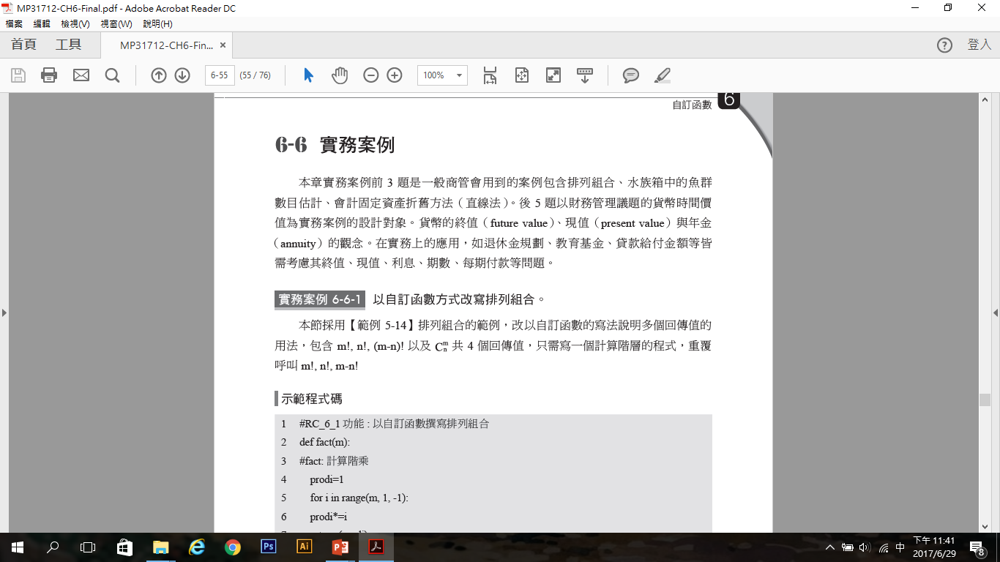 MP31712-CH6-Final.pdf - Adobe Acrobat Reader DC
檔案 編輯 檢視(V) 視窗(W) 說明(H)
首頁 工具 MP31712-CH6-Fin... × 登入
6-55 (55 / 76) 100%
自訂函數 6
6-6 實務案例
本章實務案例前 3 題是一般商管會用到的案例包含排列組合、水族箱中的魚群
數目估計、會計固定資產折舊方法（直線法）。後 5 題以財務管理議題的貨幣時間價
值為實務案例的設計對象。貨幣的終值（future value）、現值（present value）與年金
（annuity）的觀念。在實務上的應用，如退休金規劃、教育基金、貸款給付金額等皆
需考慮其終值、現值、利息、期數、每期付款等問題。
實務案例 6-6-1 以自訂函數方式改寫排列組合。
本節採用【範例 5-14】排列組合的範例，改以自訂函數的寫法說明多個回傳值的
用法，包含 m!, n!, (m-n)! 以及 C m n 共 4 個回傳值，只需寫一個計算階層的程式，重覆
呼叫 m!, n!, m-n!
示範程式碼
1 #RC_6_1 功能 : 以自訂函數撰寫排列組合
2 def fact(m):
3 #fact: 計算階乘
4 prodi=1
5 for i in range(m, 1, -1):
6 prodi*=i
Ps Ai 中 下午 11:41
2017/6/29 8